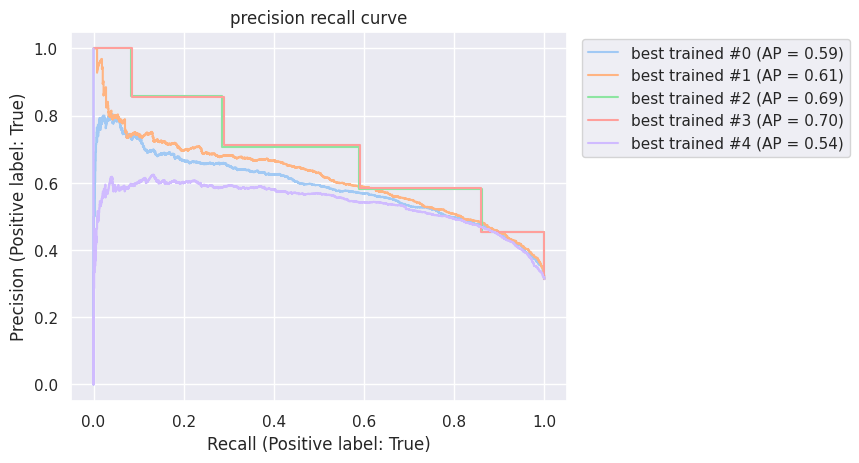 precision recall curve
Precision (Positive label: True)
1.0
0.8
0.6
0.4
0.2
0.0
0.0 0.2 0.4 0.6 0.8 1.0
Recall (Positive label: True)
best trained #0 (AP = 0.59)
best trained #1 (AP = 0.61)
best trained #2 (AP = 0.69)
best trained #3 (AP = 0.70)
best trained #4 (AP = 0.54)